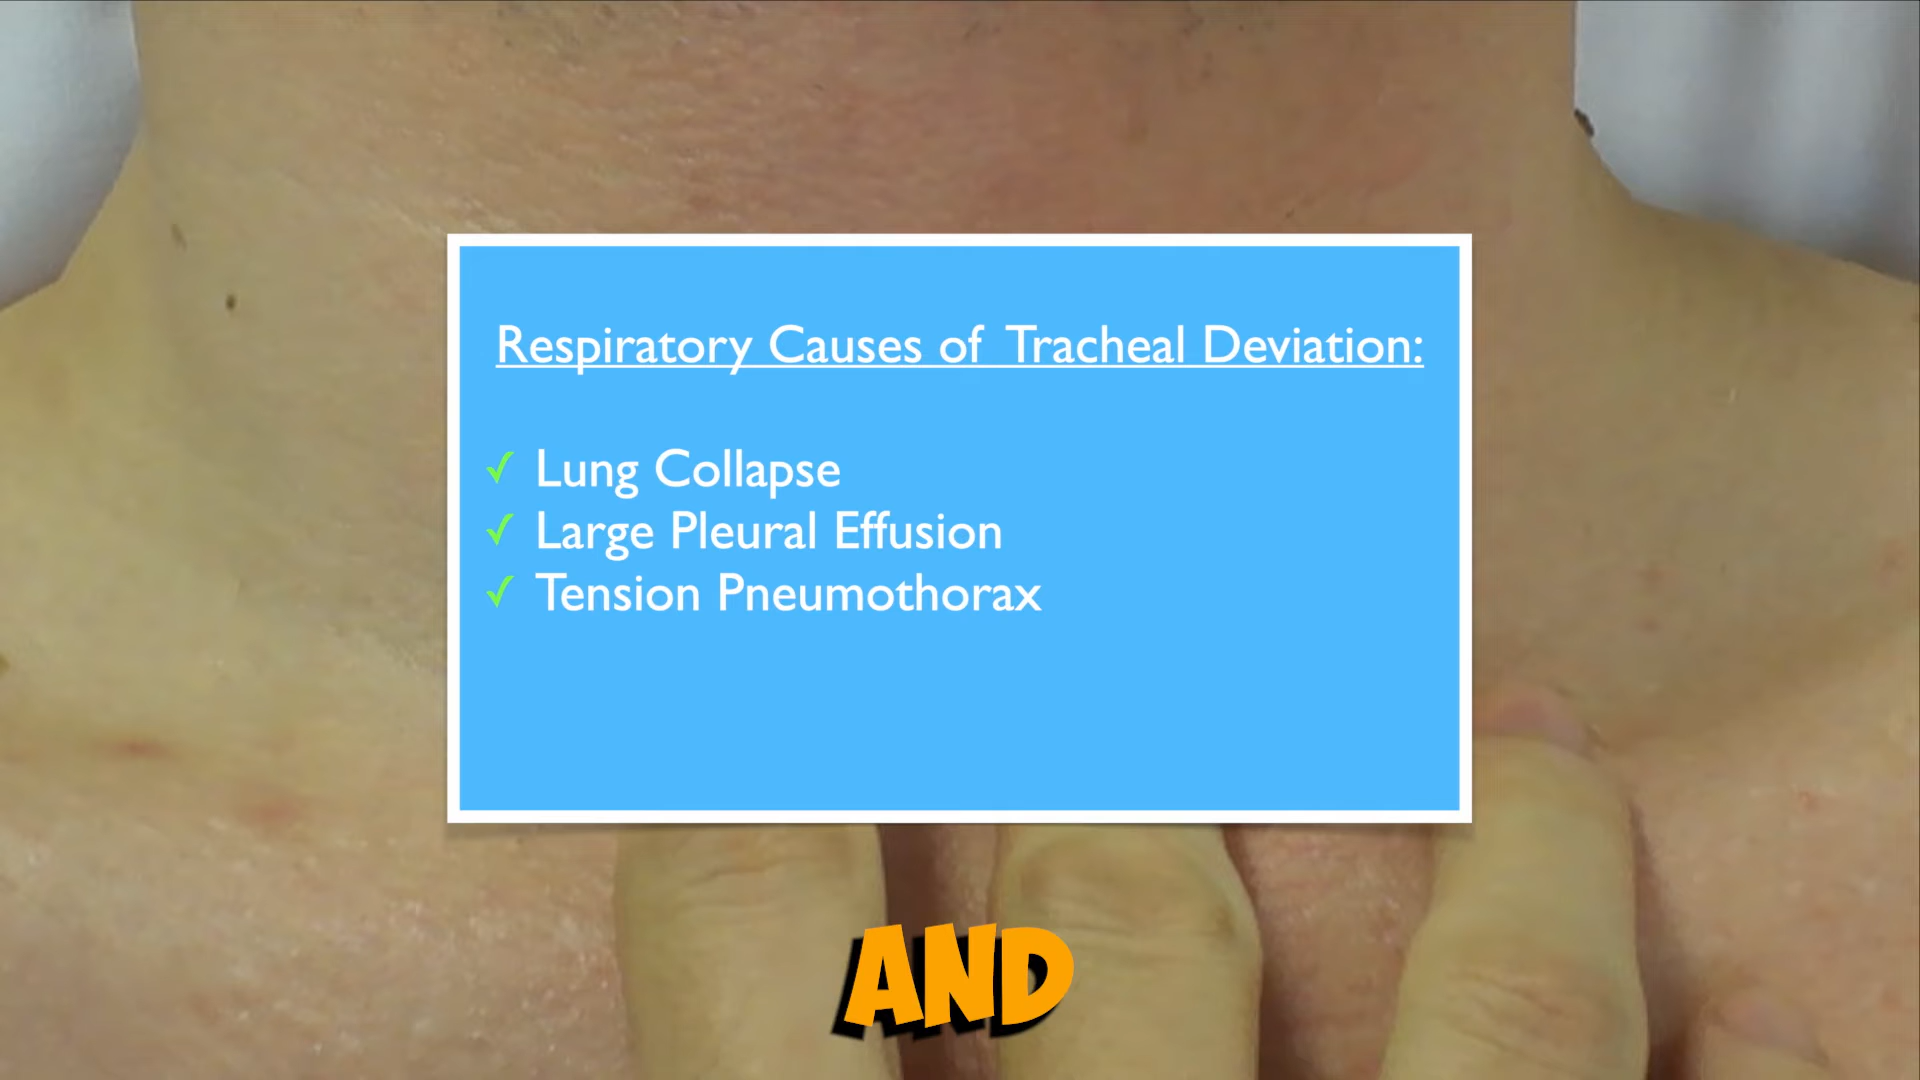 Respiratory Causes of Tracheal Deviation:
✓ Lung Collapse
✓ Large Pleural Effusion
✓ Tension Pneumothorax
AND